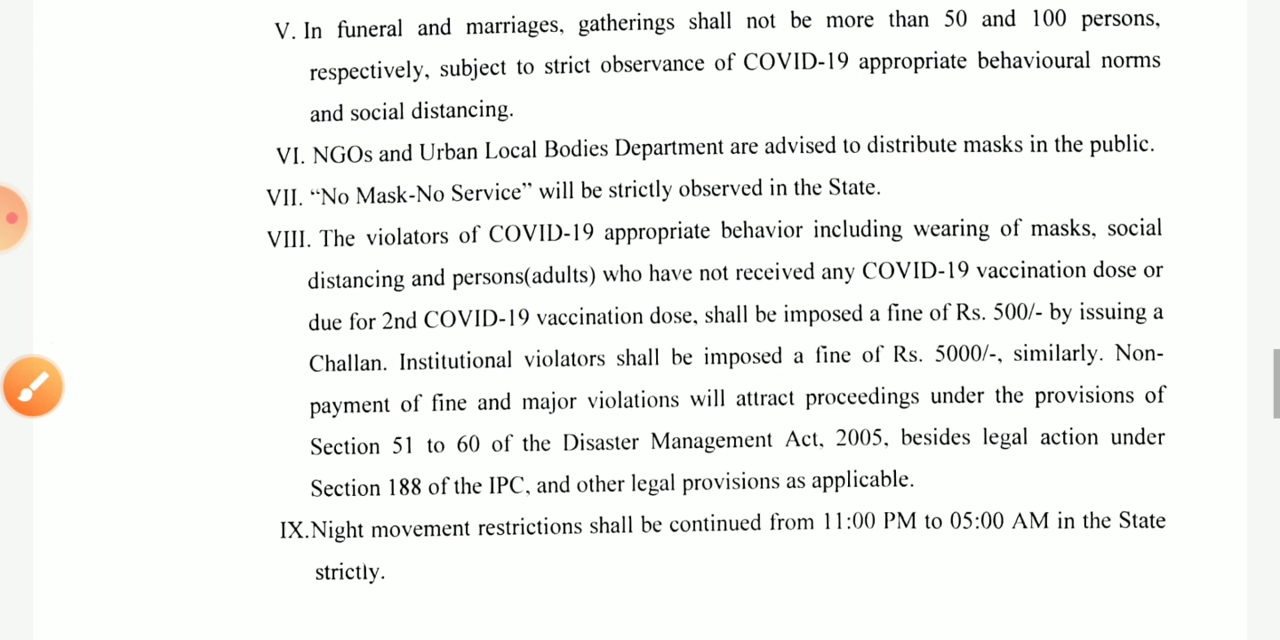 V. In funeral and marriages, gatherings shall not be more than 50 and 100 persons,
respectively, subject to strict observance of COVID-19 appropriate behavioural norms
and social distancing.
VI. NGOs and Urban Local Bodies Department are advised to distribute masks in the public.
VII. “No Mask-No Service” will be strictly observed in the State.
VIII. The violators of COVID-19 appropriate behavior including wearing of masks, social
distancing and persons(adults) who have not received any COVID-19 vaccination dose or
due for 2nd COVID-19 vaccination dose, shall be imposed a fine of Rs. 500/- by issuing a
Challan. Institutional violators shall be imposed a fine of Rs. 5000/-, similarly. Non-
payment of fine and major violations will attract proceedings under the provisions of
Section 51 to 60 of the Disaster Management Act, 2005, besides legal action under
Section 188 of the IPC, and other legal provisions as applicable.
IX.Night movement restrictions shall be continued from 11:00 PM to 05:00 AM in the State
strictly.